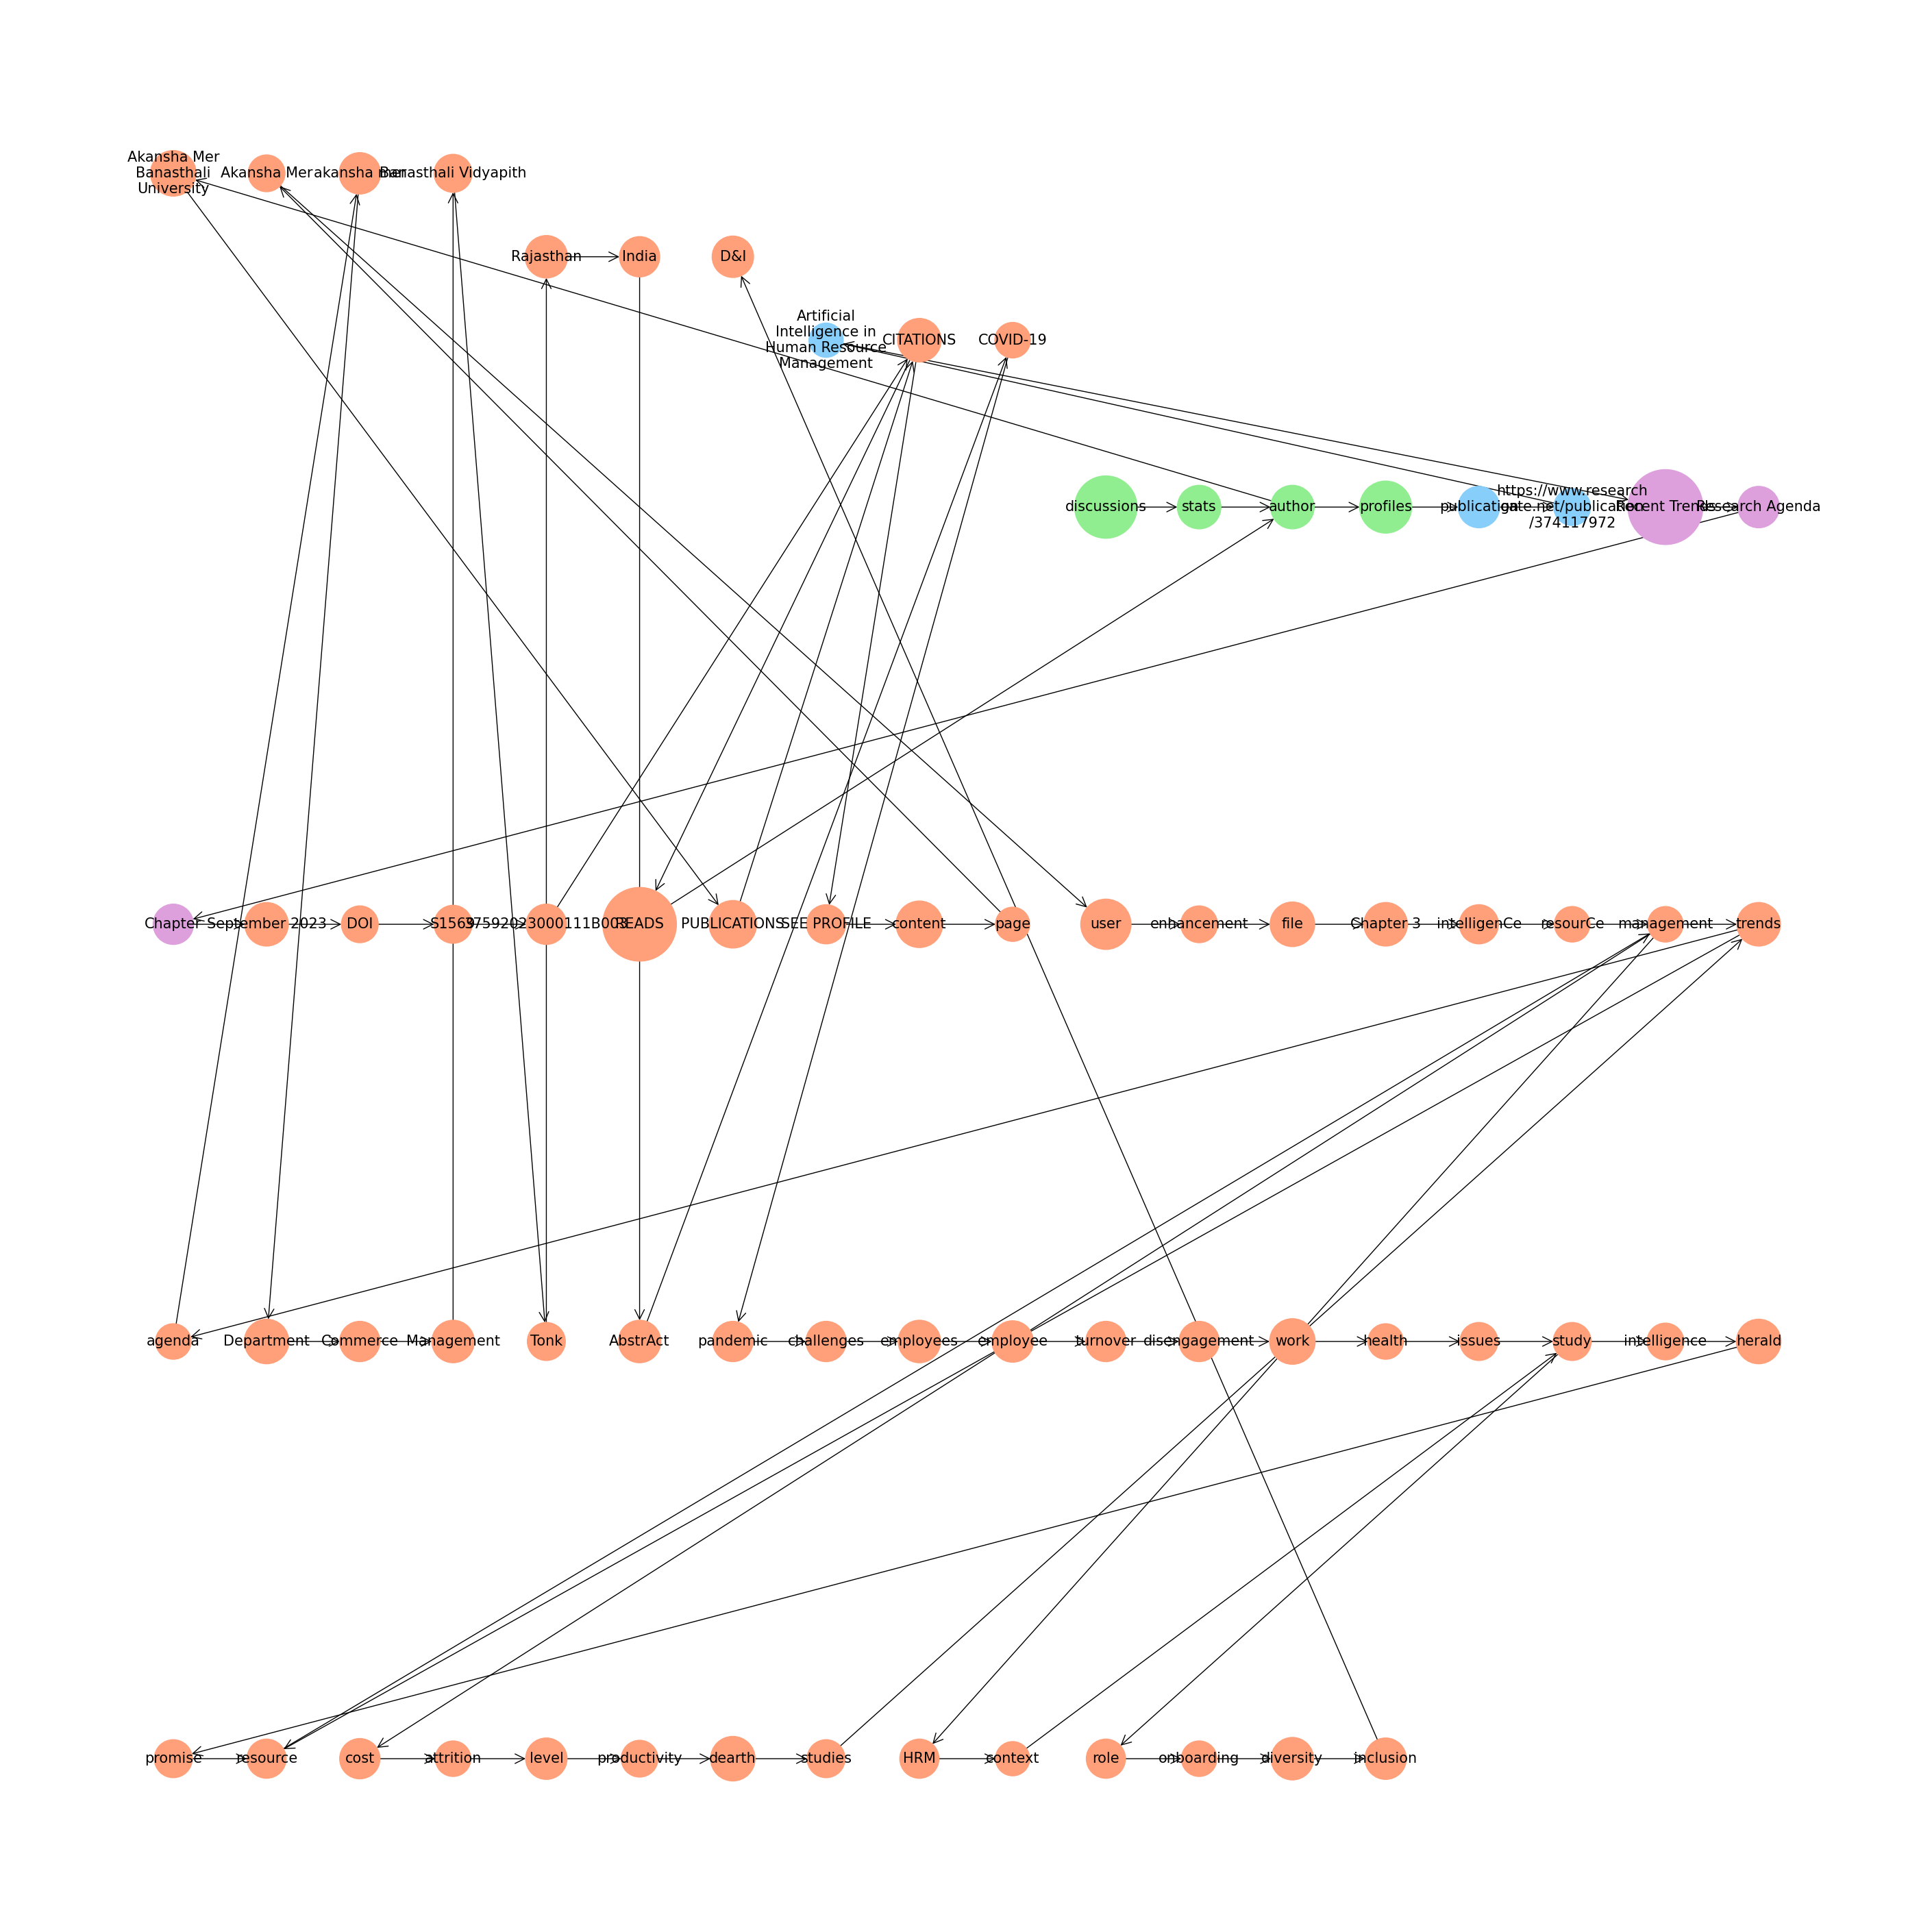 Akansha Mer
Banasthali
University
Akansha Mer
akansha mer
Banasthali Vidyapith
Rajasthan
India
D&I
Artificial
Intelligence in
Human Resource
Management
CITATIONS
COVID-19
discussions
stats
author
profiles
publication
https://www.research
gate.net/publication
/374117972
Recent Trends
Research Agenda
Chapter
September 2023
DOI
S1569
37592023000111B003
READS
PUBLICATIONS
SEE PROFILE
content
page
user
enhancement
file
Chapter 3
intelligenCe
resourCe
management
trends
agenda
Department
Commerce
Management
Tonk
AbstrAct
pandemic
challenges
employees
employee
turnover
disengagement
work
health
issues
study
intelligence
herald
promise
resource
cost
attrition
level
productivity
dearth
studies
HRM
context
role
onboarding
diversity
inclusion